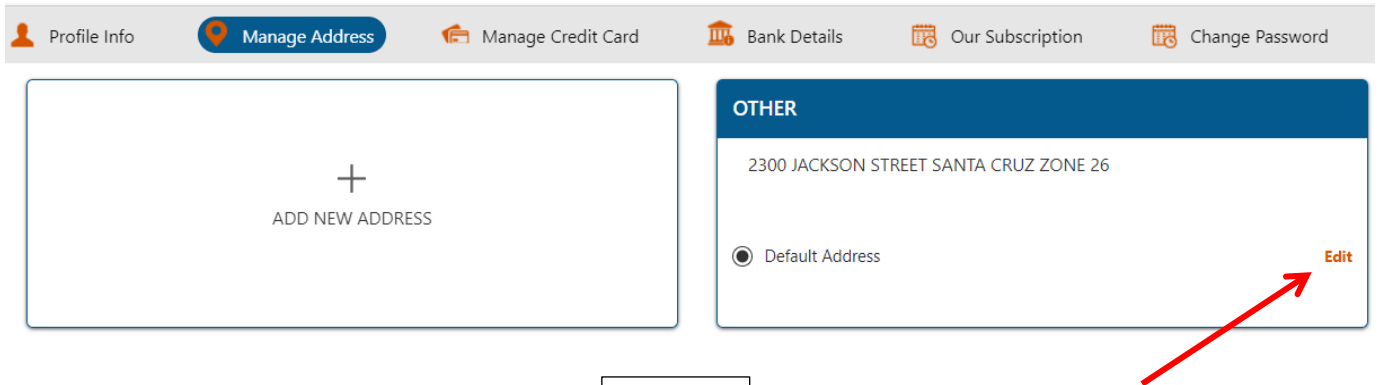 Profile Info
Manage Address
Manage Credit Card
Bank Details
Our Subscription
Change Password
ADD NEW ADDRESS
OTHER
2300 JACKSON STREET SANTA CRUZ ZONE 26
Default Address
Edit